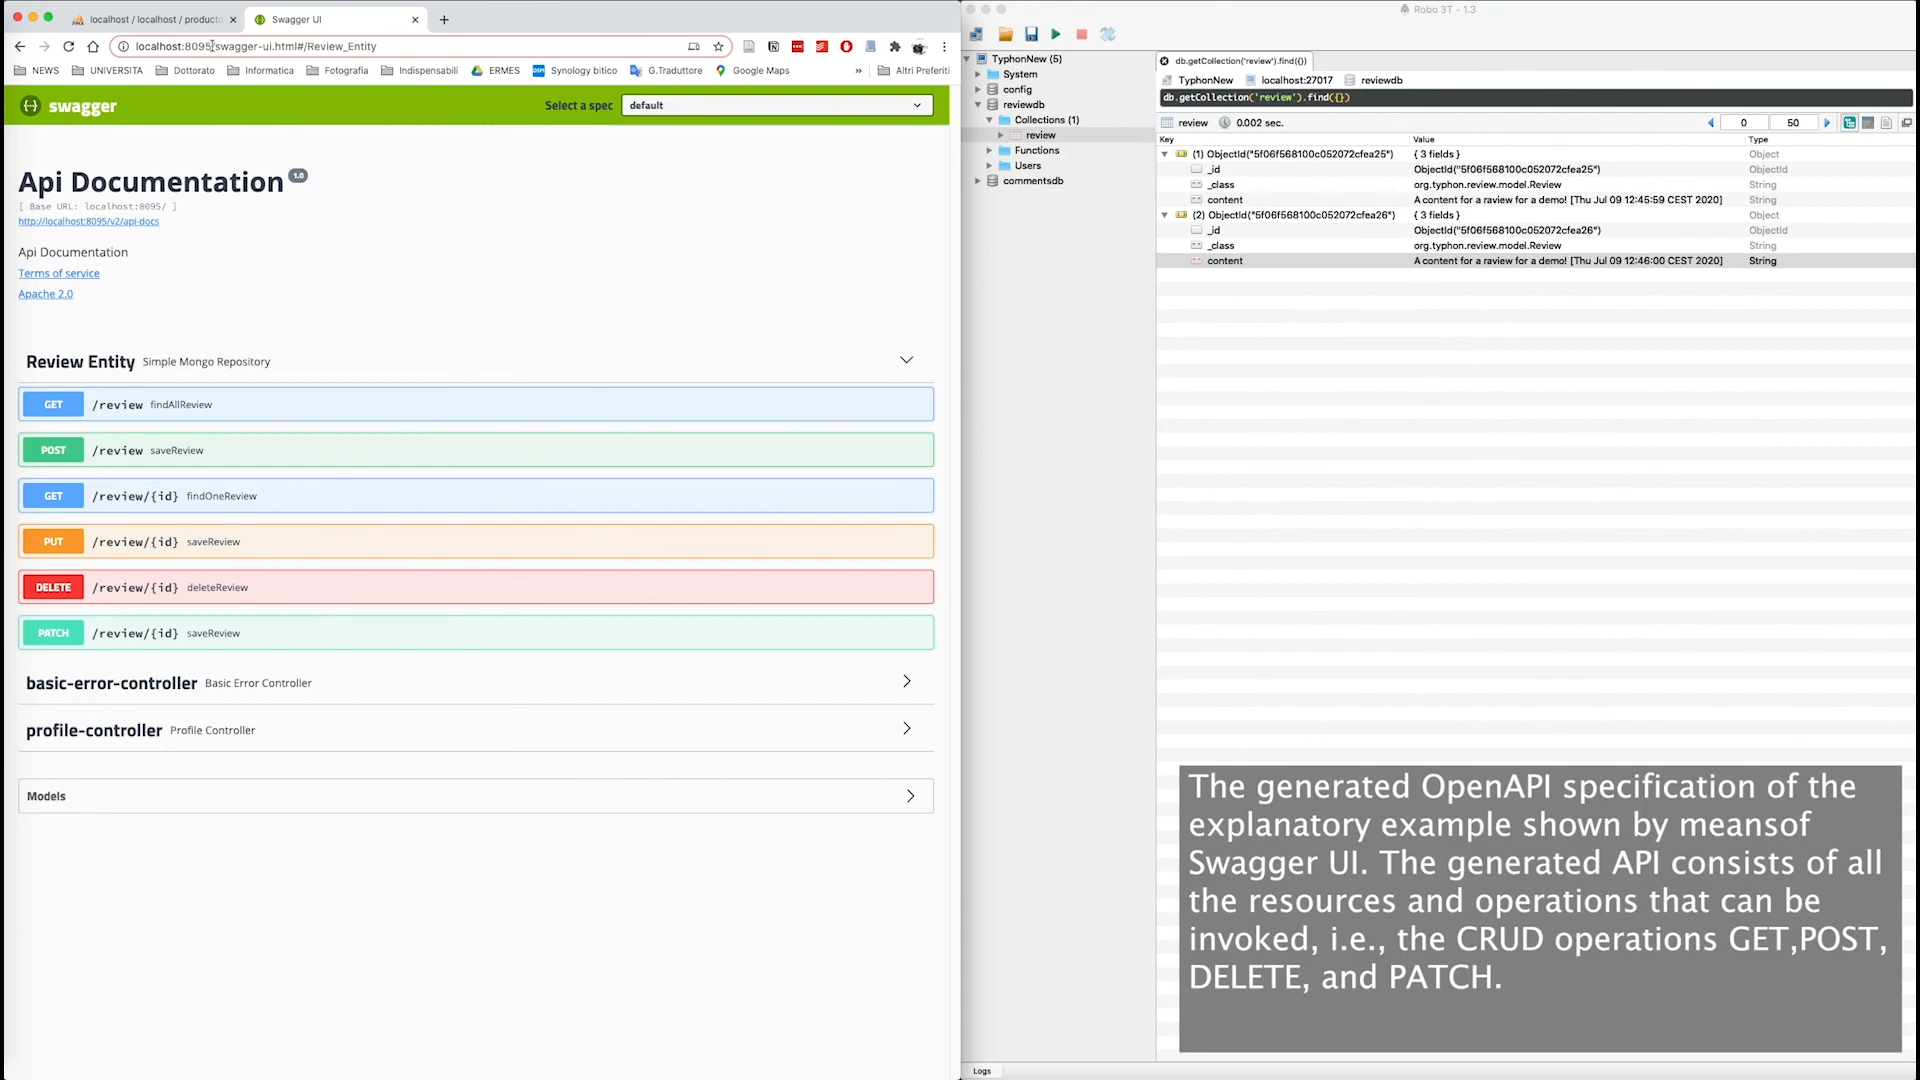 localhost / localhost / producto
Swagger UI
localhost:8095/swagger-ui.html#/Review_Entity
NEWS
UNIVERSITA
Dottorato
Informatica
Fotografia
Indispensabili
ERMES
Synology bitico
G.Traduttore
Google Maps
»
Altri Preferiti
swagger
Select a spec
default
Api Documentation 1.0
[ Base URL: localhost:8095/ ]
http://localhost:8095/v2/api-docs
Api Documentation
Terms of service
Apache 2.0
Review Entity Simple Mongo Repository
GET /review findAllReview
POST /review saveReview
GET /review/{id} findOneReview
PUT /review/{id} saveReview
DELETE /review/{id} deleteReview
PATCH /review/{id} saveReview
basic-error-controller Basic Error Controller
profile-controller Profile Controller
Models
Robo 3T - 1.3
TyphonNew (5)
System
config
reviewdb
Collections (1)
review
Functions
Users
commentsdb
db.getCollection('review').find({})
TyphonNew localhost:27017 reviewdb
db.getCollection('review').find({})
review 0.002 sec. 0 50
Key Value Type
(1) ObjectId("5f06f568100c052072cfea25") { 3 fields } Object
_id ObjectId("5f06f568100c052072cfea25") ObjectId
_class org.typhon.review.model.Review String
content A content for a raview for a demo! [Thu Jul 09 12:45:59 CEST 2020] String
(2) ObjectId("5f06f568100c052072cfea26") { 3 fields } Object
_id ObjectId("5f06f568100c052072cfea26") ObjectId
_class org.typhon.review.model.Review String
content A content for a raview for a demo! [Thu Jul 09 12:46:00 CEST 2020] String
The generated OpenAPI specification of the
explanatory example shown by meansof
Swagger UI. The generated API consists of all
the resources and operations that can be
invoked, i.e., the CRUD operations GET,POST,
DELETE, and PATCH.
Logs